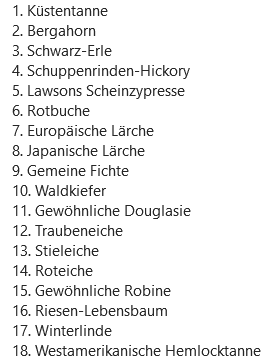 1. Küstentanne
2. Bergahorn
3. Schwarz-Erle
4. Schuppenrinden-Hickory
5. Lawsons Scheinzypresse
6. Rotbuche
7. Europäische Lärche
8. Japanische Lärche
9. Gemeine Fichte
10. Waldkiefer
11. Gewöhnliche Douglasie
12. Traubeneiche
13. Stieleiche
14. Roteiche
15. Gewöhnliche Robine
16. Riesen-Lebensbaum
17. Winterlinde
18. Westamerikanische Hemlocktanne